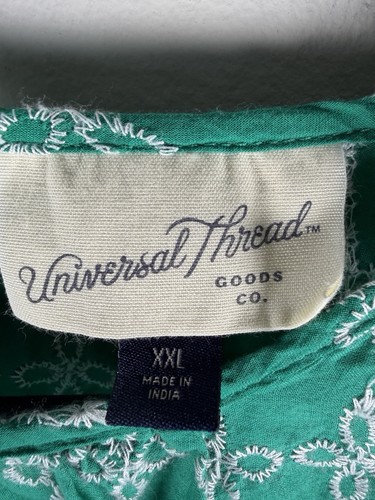 Universal Thread™
GOODS
CO.
XXL
MADE IN
INDIA